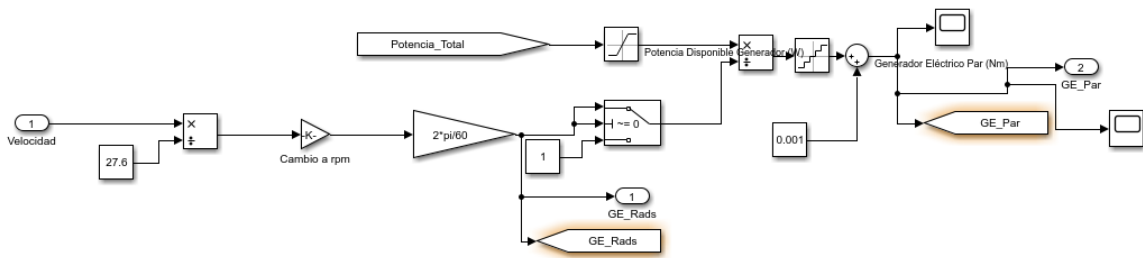 Potencia_Total
Potencia Disponible Generador (W)
×
÷
+
+
Generador Eléctrico Par (Nm)
2
GE_Par
GE_Par
1
Velocidad
×
÷
27.6
-K-
Cambio a rpm
2*pi/60
~= 0
1
0.001
1
GE_Rads
GE_Rads